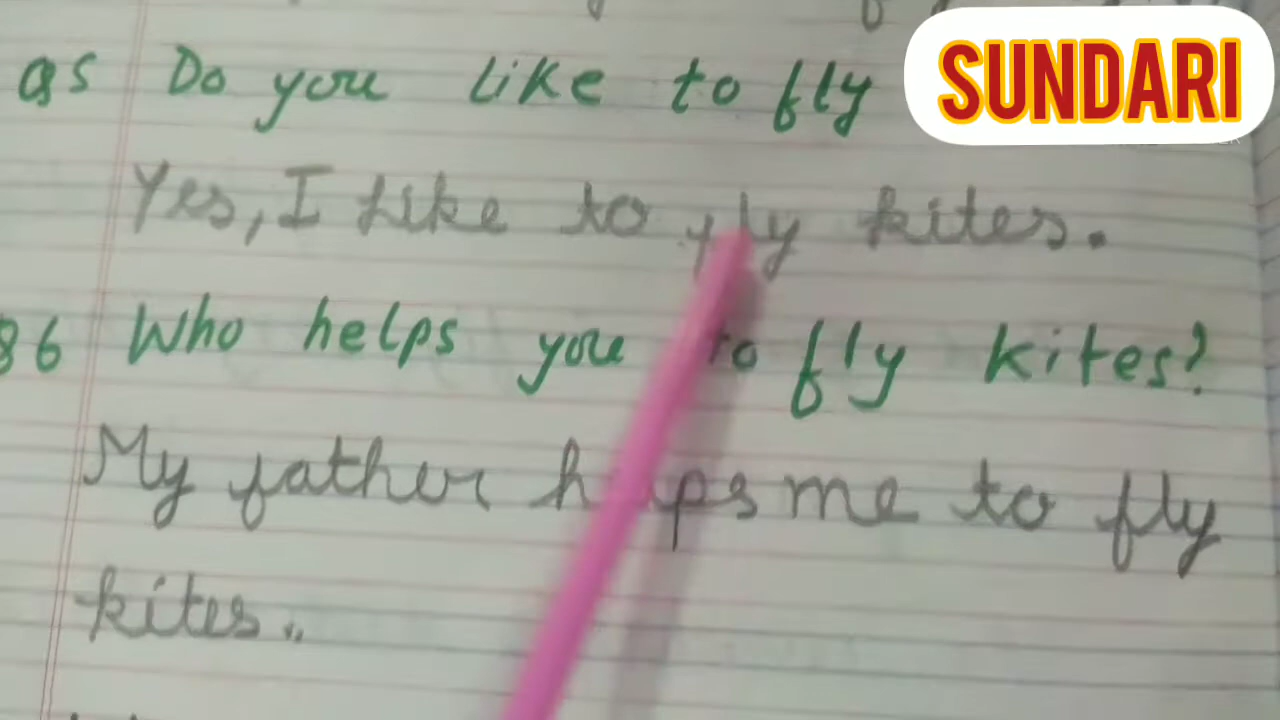 Q5 Do you like to fly
SUNDARI
Yes, I like to fly kites.
Q6 Who helps you to fly kites?
My father helps me to fly
kites.